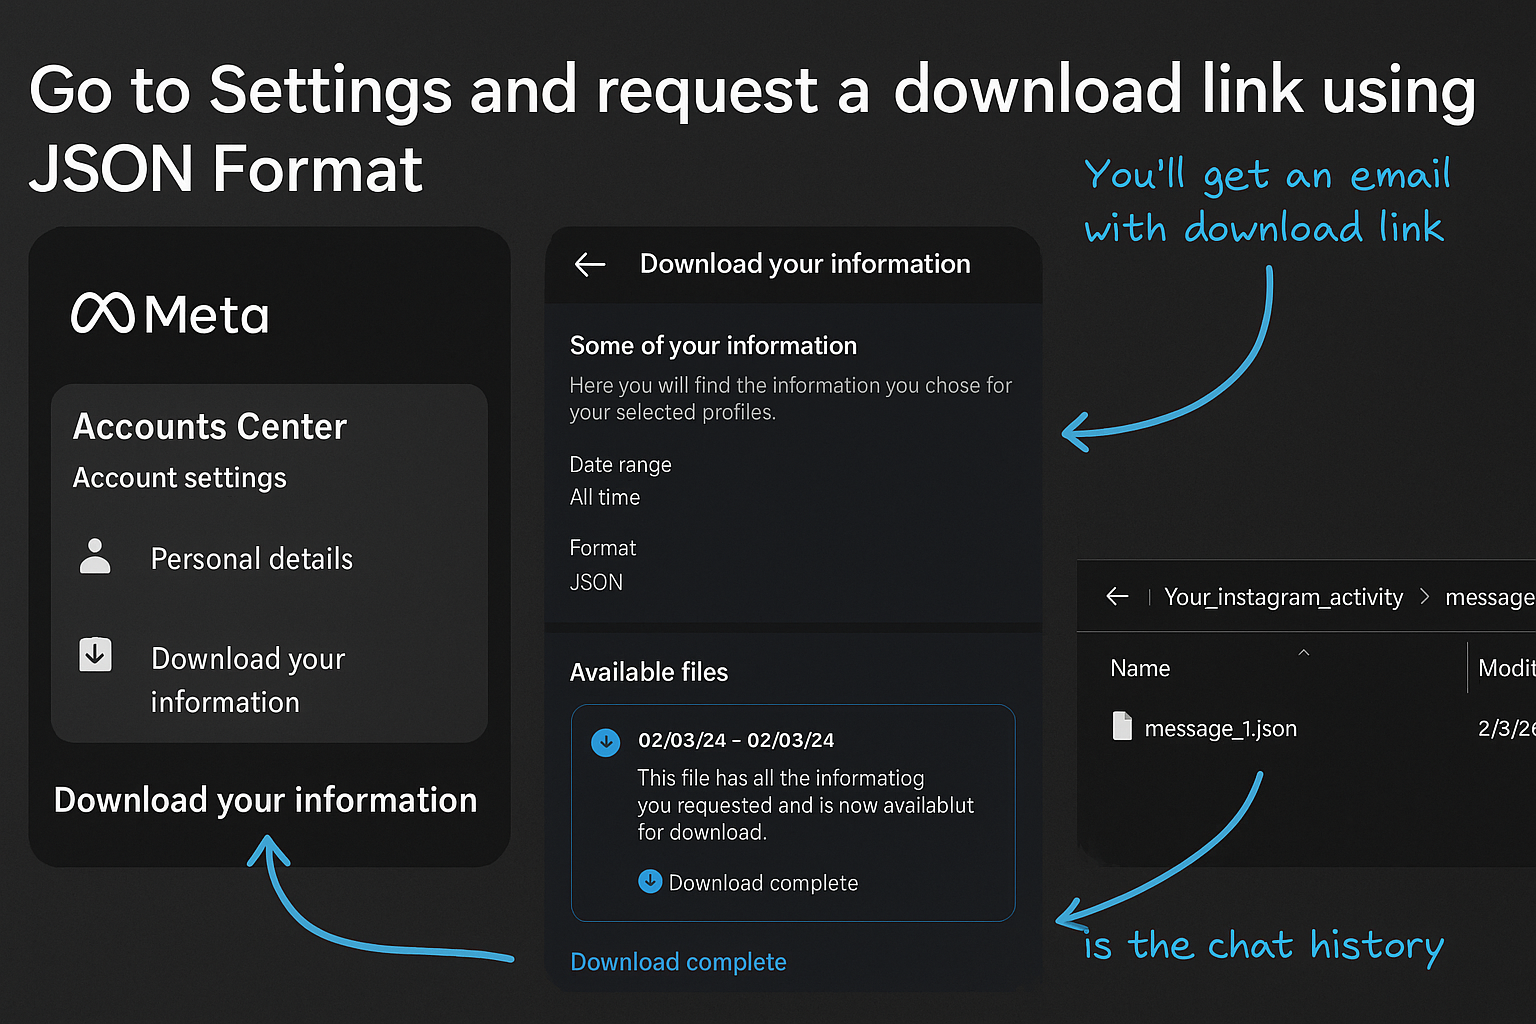 Go to Settings and request a download link using
JSON Format
You'll get an email
with download link
Meta
Accounts Center
Account settings
Personal details
Download your
information
Download your information
Download your information
Some of your information
Here you will find the information you chose for
your selected profiles.
Date range
All time
Format
JSON
Available files
02/03/24 – 02/03/24
This file has all the informatiog
you requested and is now availablut
for download.
Download complete
Download complete
Your_instagram_activity > message
Name
Modit
message_1.json
2/3/26
is the chat history